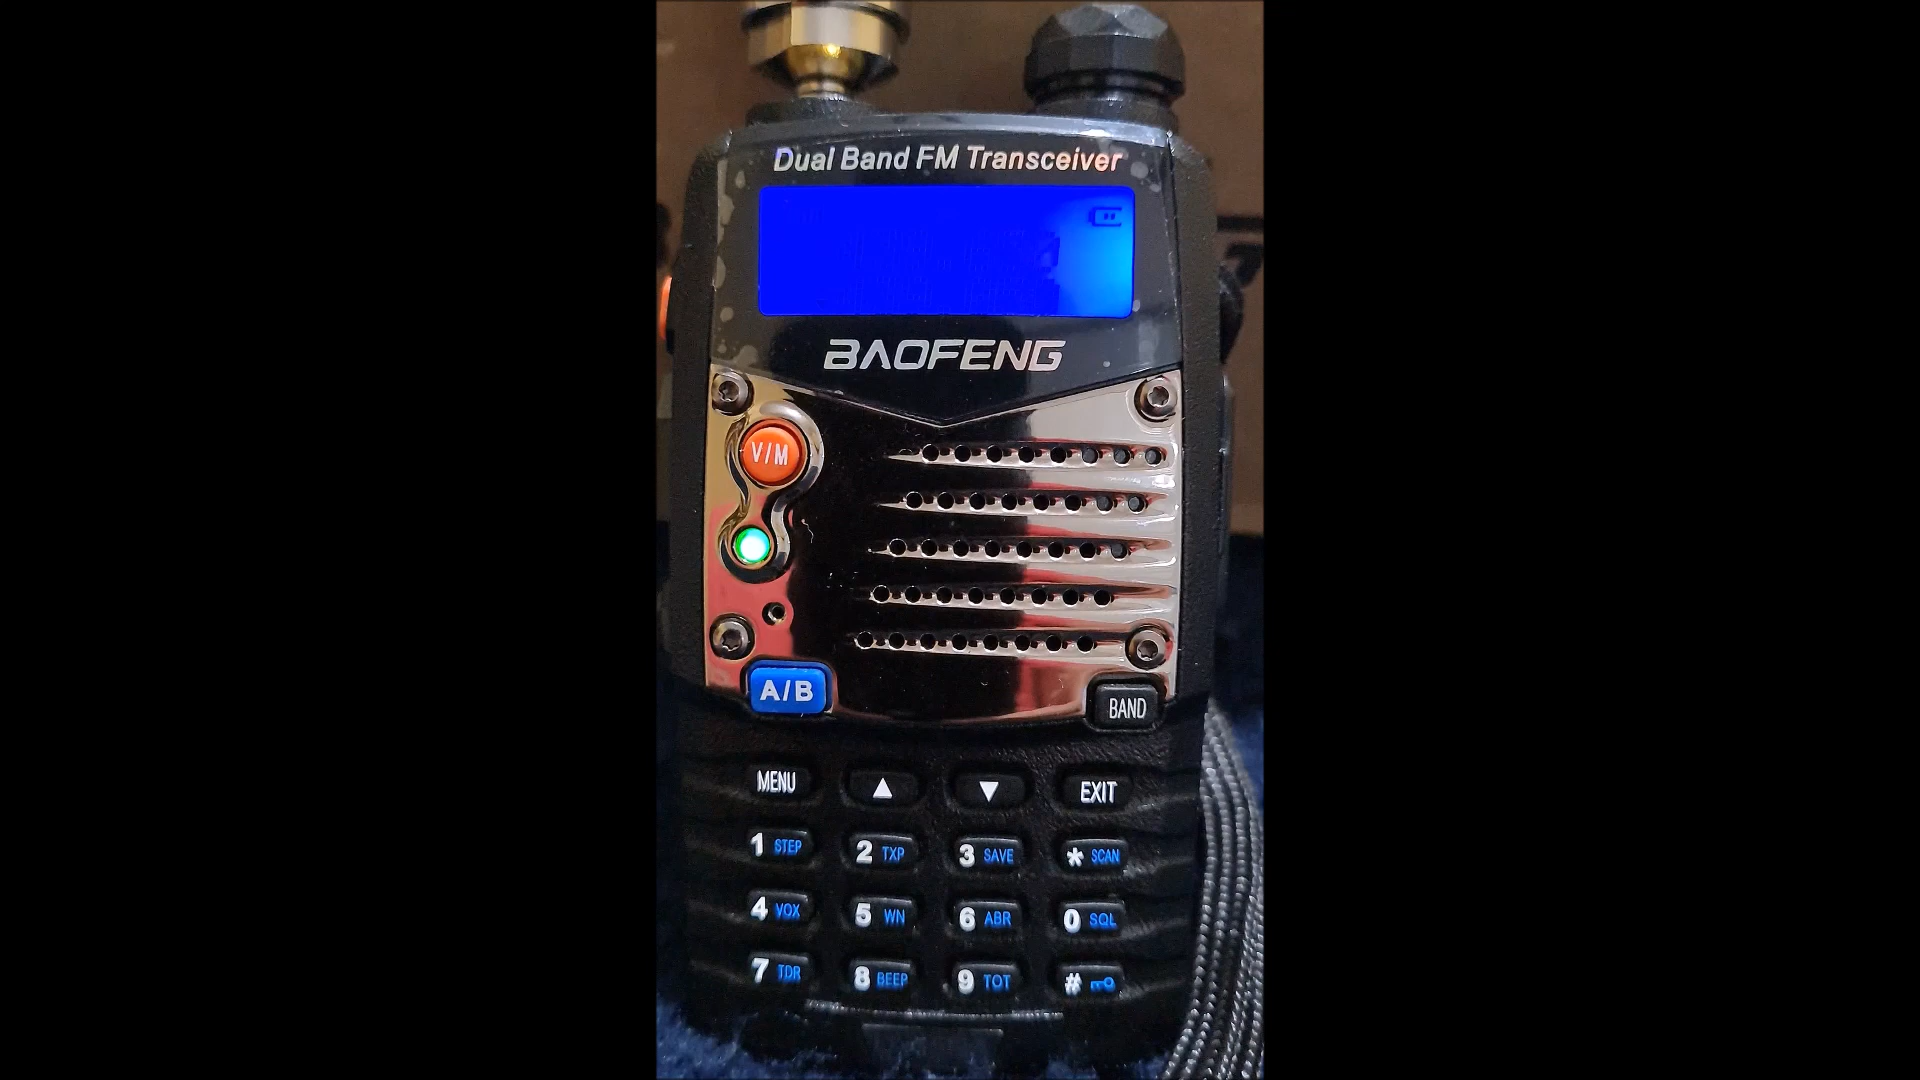 Dual Band FM Transceiver
BAOFENG
V/M
A/B
BAND
MENU ▲ ▼ EXIT
1 STEP 2 TXP 3 SAVE * SCAN
4 VOX 5 WN 6 ABR 0 SQL
7 TDR 8 BEEP 9 TOT #